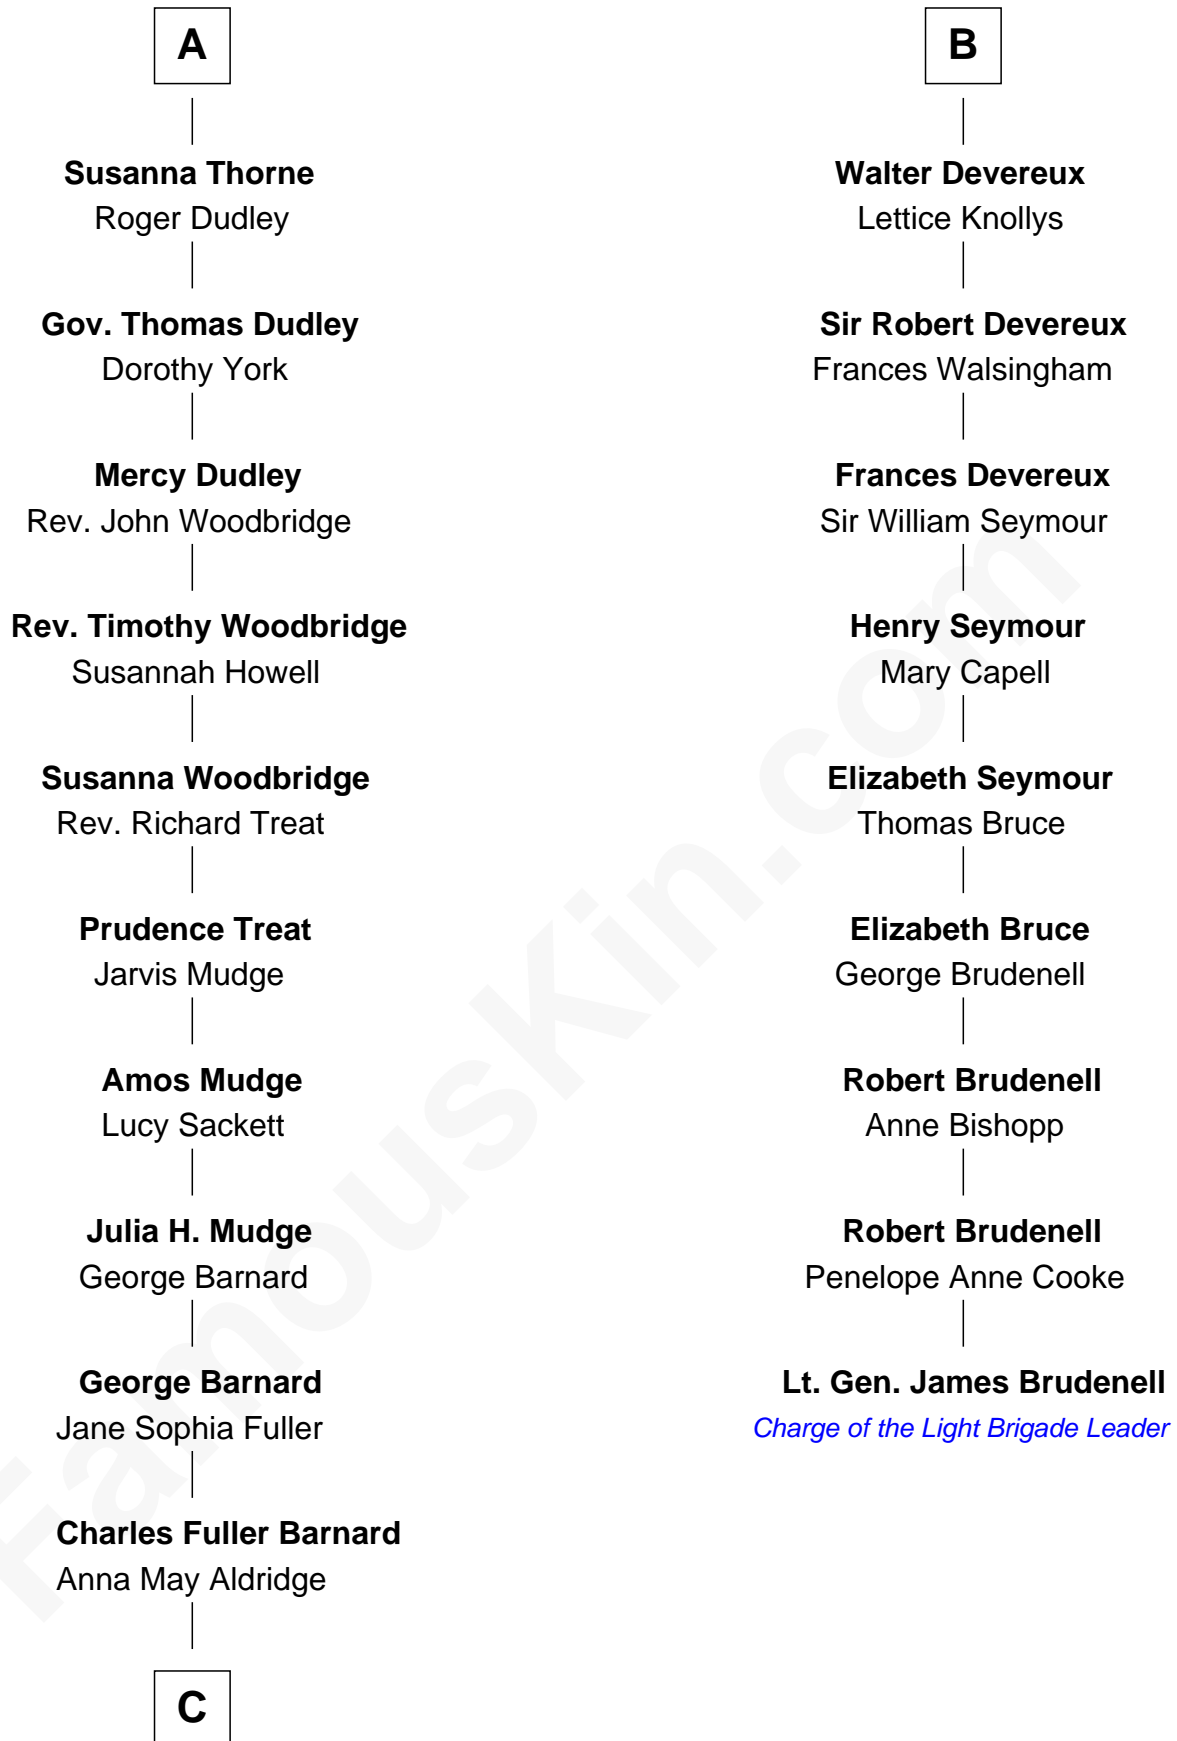 A
Susanna Thorne
Roger Dudley
Gov. Thomas Dudley
Dorothy York
Mercy Dudley
Rev. John Woodbridge
Rev. Timothy Woodbridge
Susannah Howell
Susanna Woodbridge
Rev. Richard Treat
Prudence Treat
Jarvis Mudge
Amos Mudge
Lucy Sackett
Julia H. Mudge
George Barnard
George Barnard
Jane Sophia Fuller
Charles Fuller Barnard
Anna May Aldridge
C
B
Walter Devereux
Lettice Knollys
Sir Robert Devereux
Frances Walsingham
Frances Devereux
Sir William Seymour
Henry Seymour
Mary Capell
Elizabeth Seymour
Thomas Bruce
Elizabeth Bruce
George Brudenell
Robert Brudenell
Anne Bishopp
Robert Brudenell
Penelope Anne Cooke
Lt. Gen. James Brudenell
Charge of the Light Brigade Leader
FamousKin.com